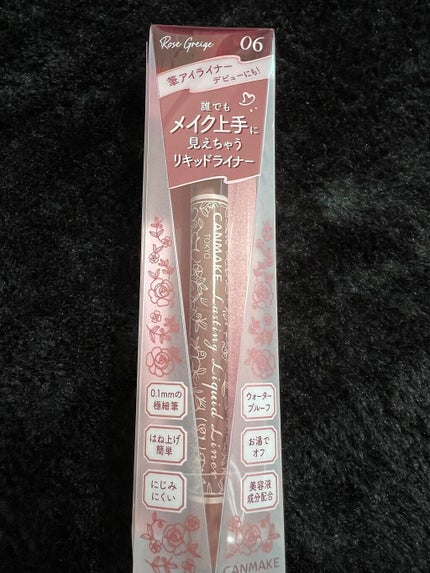 Rose Greige 06
筆アイライナー
デビューにも!
誰でも
メイク上手に
見えちゃう
リキッドライナー
CANMAKE Lasting Liquid Liner
TOKYO
0.1mmの
極細筆
ウォーター
プルーフ
はね上げ
簡単
お湯で
オフ
にじみ
にくい
美容液
成分配合
CANMAKE